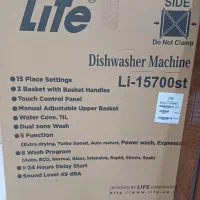 LiFe
SIDE
Do Not Clamp
Dishwasher Machine
Li-15700st
• 15 Place Settings
• 3 Basket with Basket Handles
• Touch Control Panel
• Manual Adjustable Upper Basket
• Water Cons. 11L
• Dual zone Wash
• 5 Function
(Extra drying, Turbo Speed, Auto restart, Power wash, Express)
• 8 Wash Program
(Auto, ECO, Normal, Glass, Intensive, Rapid, 90min, Soak)
• 1-24 Hours Delay Start
• Sound Level 49 dBA
LIFE